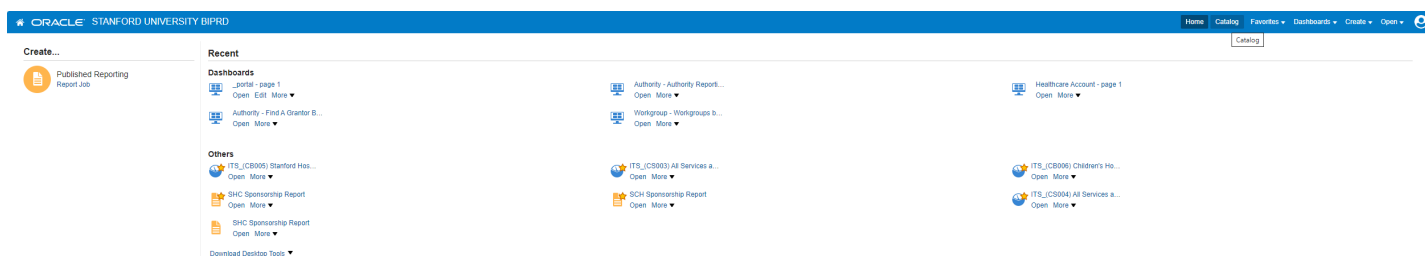 ORACLE STANFORD UNIVERSITY BIPRD
Home Catalog Favorites Dashboards Create Open
Catalog
Create...
Published Reporting
Report Job
Recent
Dashboards
_portal - page 1
Open Edit More
Authority - Authority Reporti...
Open More
Healthcare Account - page 1
Open More
Authority - Find A Grantor B...
Open More
Workgroup - Workgroups b...
Open More
Others
ITS_(CB005) Stanford Hos...
Open More
ITS_(CS003) All Services a...
Open More
ITS_(CB006) Children's Ho...
Open More
SHC Sponsorship Report
Open More
SCH Sponsorship Report
Open More
ITS_(CS004) All Services a...
Open More
SHC Sponsorship Report
Open More
Download Desktop Tools